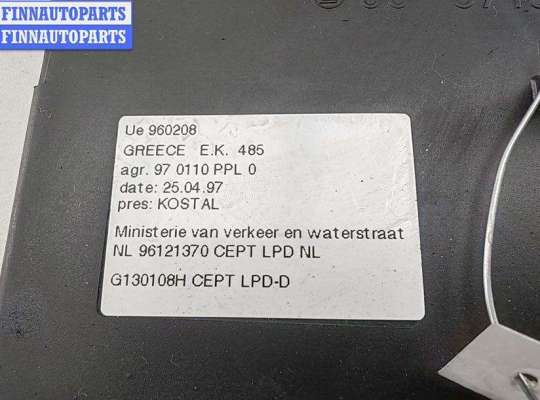 FINNAUTOPARTS
FINNAUTOPARTS
Ue 960208
GREECE E.K. 485
agr. 97 0110 PPL 0
date: 25.04.97
pres: KOSTAL
Ministerie van verkeer en waterstraat
NL 96121370 CEPT LPD NL
G130108H CEPT LPD-D